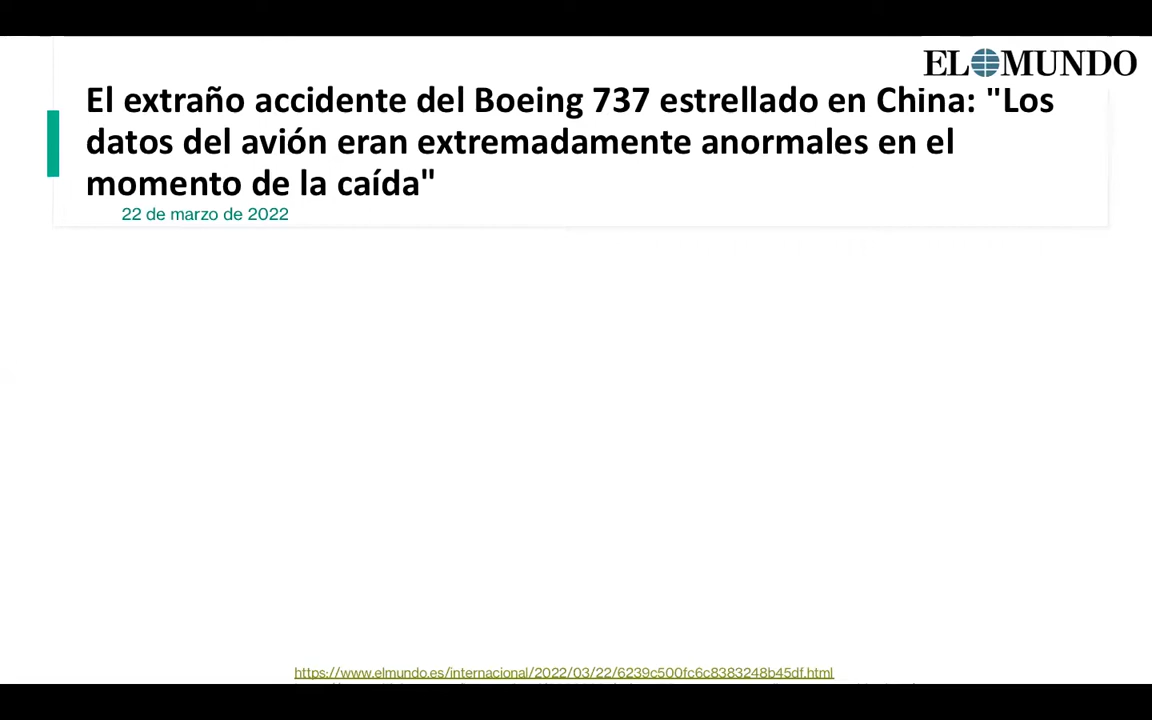 EL MUNDO
El extraño accidente del Boeing 737 estrellado en China: "Los
datos del avión eran extremadamente anormales en el
momento de la caída"
22 de marzo de 2022
https://www.elmundo.es/internacional/2022/03/22/6239c500fc6c8383248b45df.html